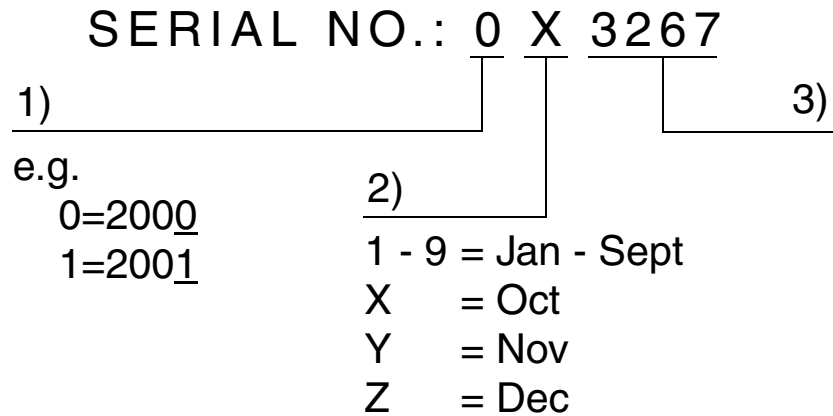 SERIAL NO.: 0 X 3267
1)
3)
e.g.
0=2000
1=2001
2)
1 - 9 = Jan - Sept
X = Oct
Y = Nov
Z = Dec